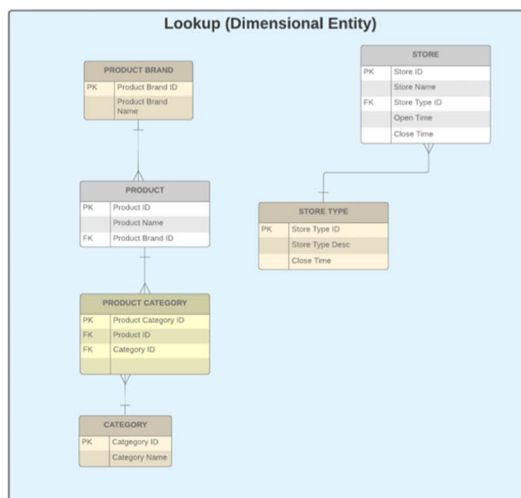 Lookup (Dimensional Entity)
PRODUCT BRAND
PK Product Brand ID
Product Brand
Name
STORE
PK Store ID
Store Name
FK Store Type ID
Open Time
Close Time
PRODUCT
PK Product ID
Product Name
FK Product Brand ID
STORE TYPE
PK Store Type ID
Store Type Desc
Close Time
PRODUCT CATEGORY
PK Product Category ID
FK Product ID
FK Category ID
CATEGORY
PK Catgegory ID
Category Name